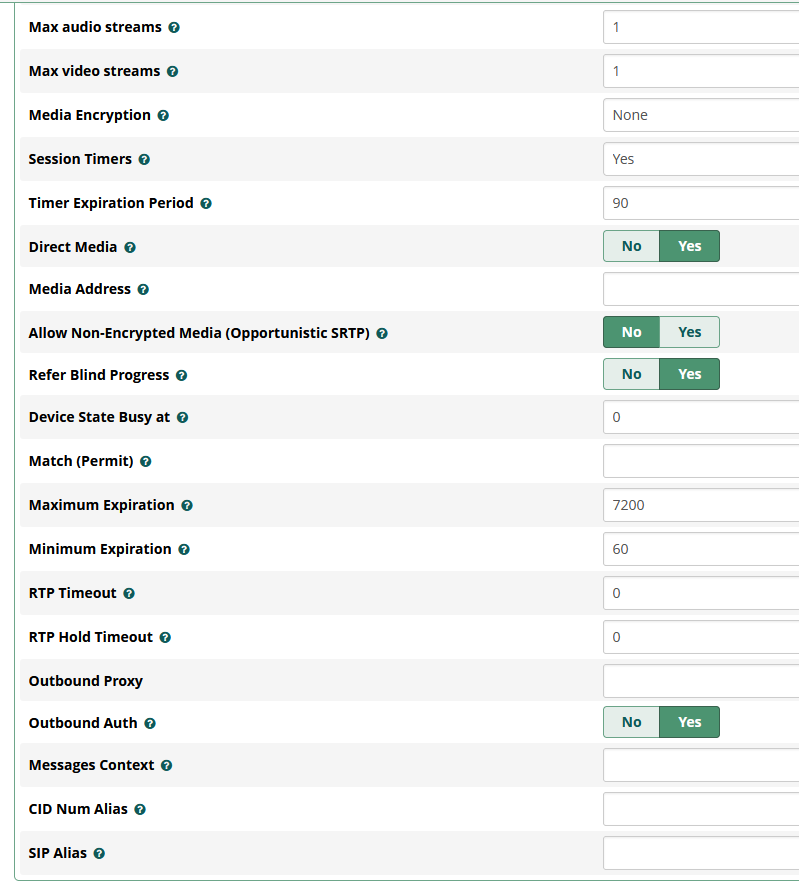 Max audio streams ? 1
Max video streams ? 1
Media Encryption ? None
Session Timers ? Yes
Timer Expiration Period ? 90
Direct Media ? No Yes
Media Address ?
Allow Non-Encrypted Media (Opportunistic SRTP) ? No Yes
Refer Blind Progress ? No Yes
Device State Busy at ? 0
Match (Permit) ?
Maximum Expiration ? 7200
Minimum Expiration ? 60
RTP Timeout ? 0
RTP Hold Timeout ? 0
Outbound Proxy
Outbound Auth ? No Yes
Messages Context ?
CID Num Alias ?
SIP Alias ?